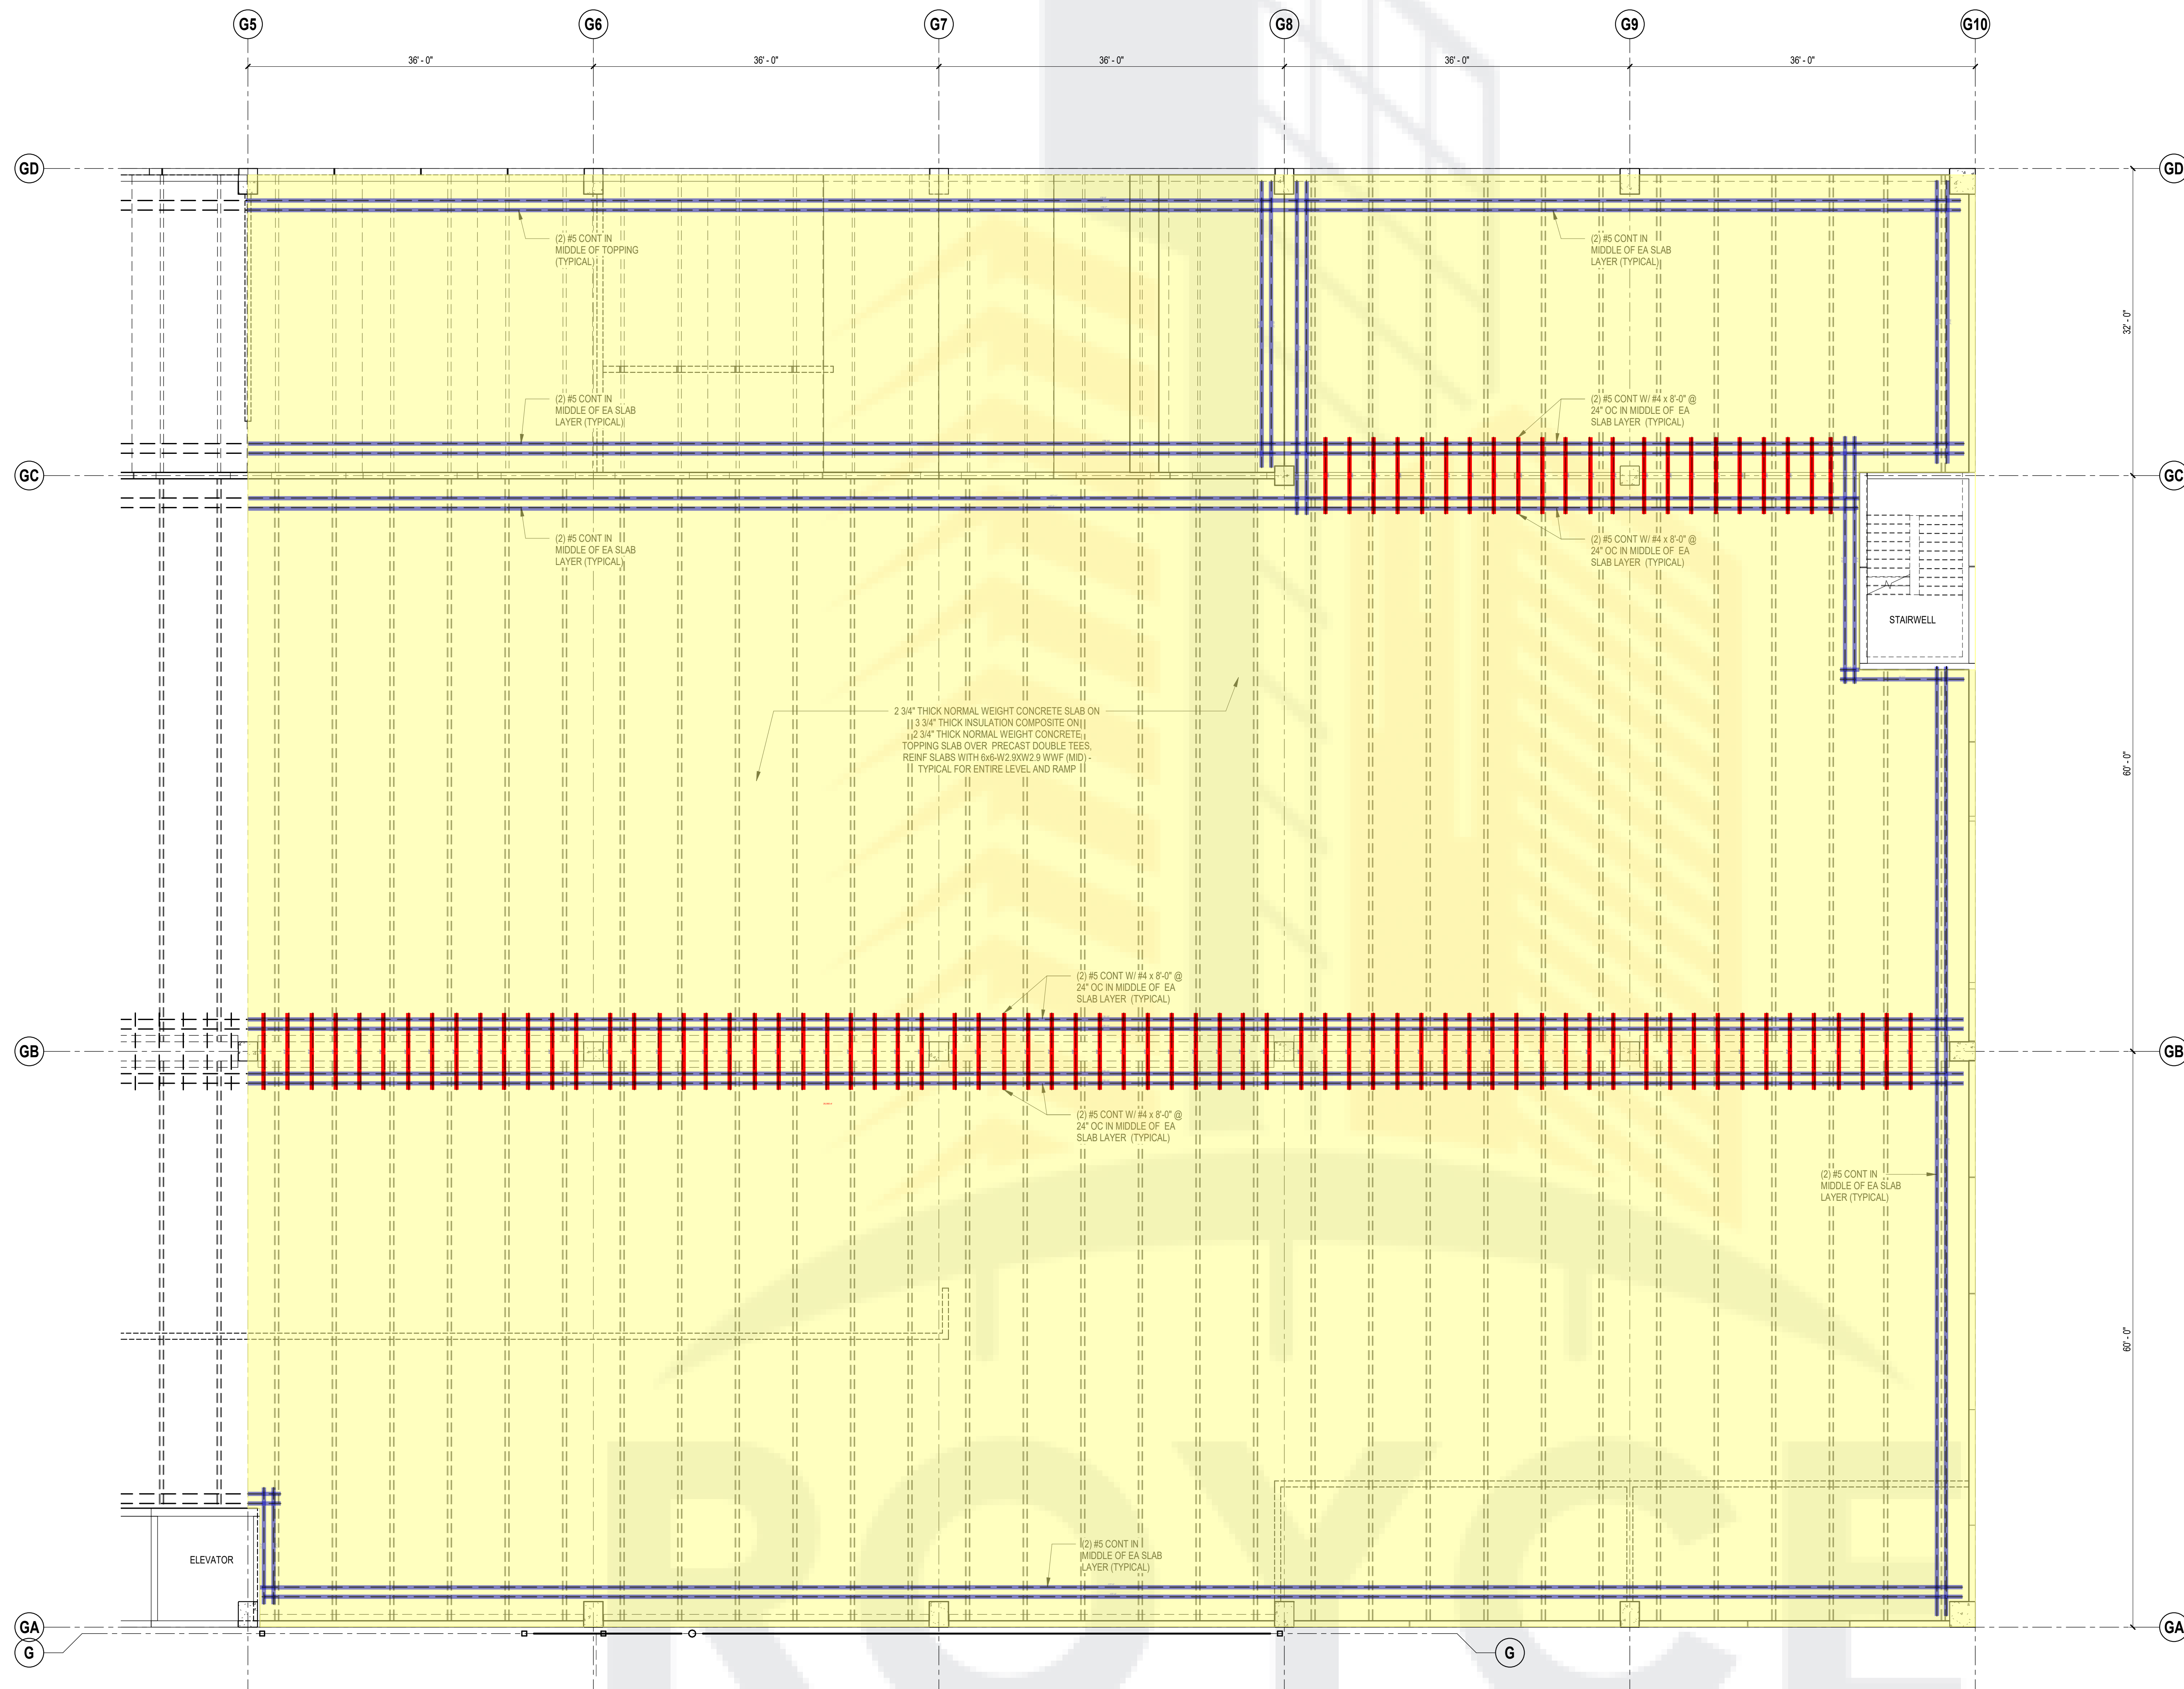 G5 G6 G7 G8 G9 G10
36' - 0" 36' - 0" 36' - 0" 36' - 0" 36' - 0"
GD GD
(2) #5 CONT IN
MIDDLE OF TOPPING
(TYPICAL)
(2) #5 CONT IN
MIDDLE OF EA SLAB
LAYER (TYPICAL)
32' - 0"
(2) #5 CONT IN
MIDDLE OF EA SLAB
LAYER (TYPICAL)
(2) #5 CONT W/ #4 x 8'-0" @
24" OC IN MIDDLE OF EA
SLAB LAYER (TYPICAL)
GC GC
(2) #5 CONT IN
MIDDLE OF EA SLAB
LAYER (TYPICAL)
(2) #5 CONT W/ #4 x 8'-0" @
24" OC IN MIDDLE OF EA
SLAB LAYER (TYPICAL)
STAIRWELL
2 3/4" THICK NORMAL WEIGHT CONCRETE SLAB ON
3 3/4" THICK INSULATION COMPOSITE ON
2 3/4" THICK NORMAL WEIGHT CONCRETE
TOPPING SLAB OVER PRECAST DOUBLE TEES,
REINF SLABS WITH 6x6-W2.9XW2.9 WWF (MID) -
TYPICAL FOR ENTIRE LEVEL AND RAMP
60' - 0"
(2) #5 CONT W/ #4 x 8'-0" @
24" OC IN MIDDLE OF EA
SLAB LAYER (TYPICAL)
GB GB
(2) #5 CONT W/ #4 x 8'-0" @
24" OC IN MIDDLE OF EA
SLAB LAYER (TYPICAL)
(2) #5 CONT IN
MIDDLE OF EA SLAB
LAYER (TYPICAL)
60' - 0"
ELEVATOR
(2) #5 CONT IN
MIDDLE OF EA SLAB
LAYER (TYPICAL)
GA GA
G G
ROYCE